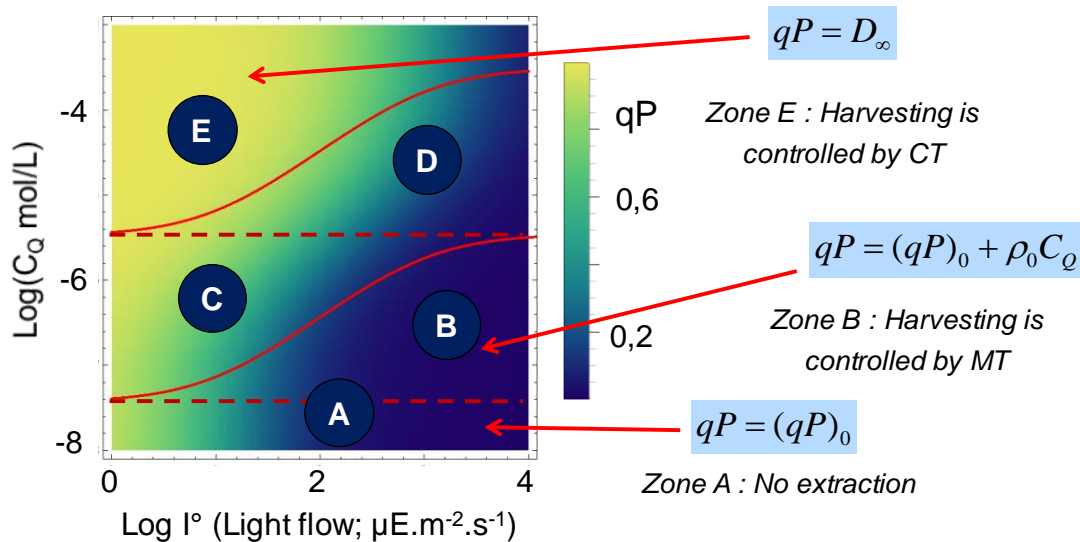 qP = D∞
-4
E
qP
Zone E : Harvesting is
controlled by CT
D
0,6
Log(C_Q mol/L)
-6
C
qP = (qP)₀ + ρ₀C_Q
B
0,2
Zone B : Harvesting is
controlled by MT
A
qP = (qP)₀
-8
Zone A : No extraction
0 2 4
Log I° (Light flow; µE.m⁻².s⁻¹)